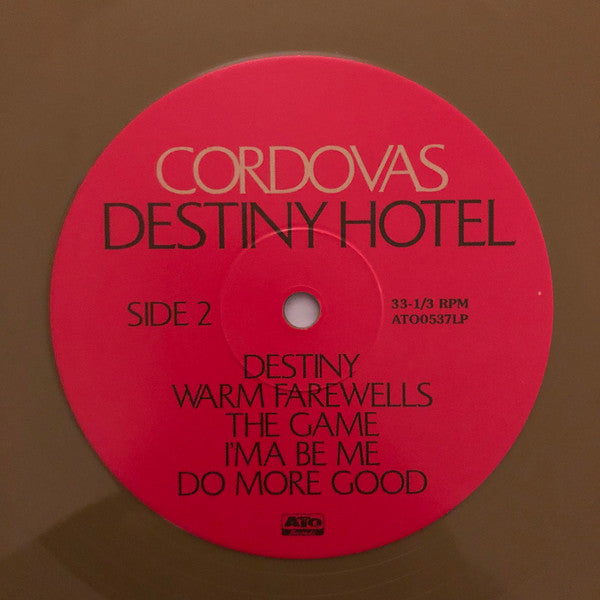 CORDOVAS
DESTINY HOTEL
SIDE 2
33-1/3 RPM
ATO0537LP
DESTINY
WARM FAREWELLS
THE GAME
I'MA BE ME
DO MORE GOOD
ATO
Records